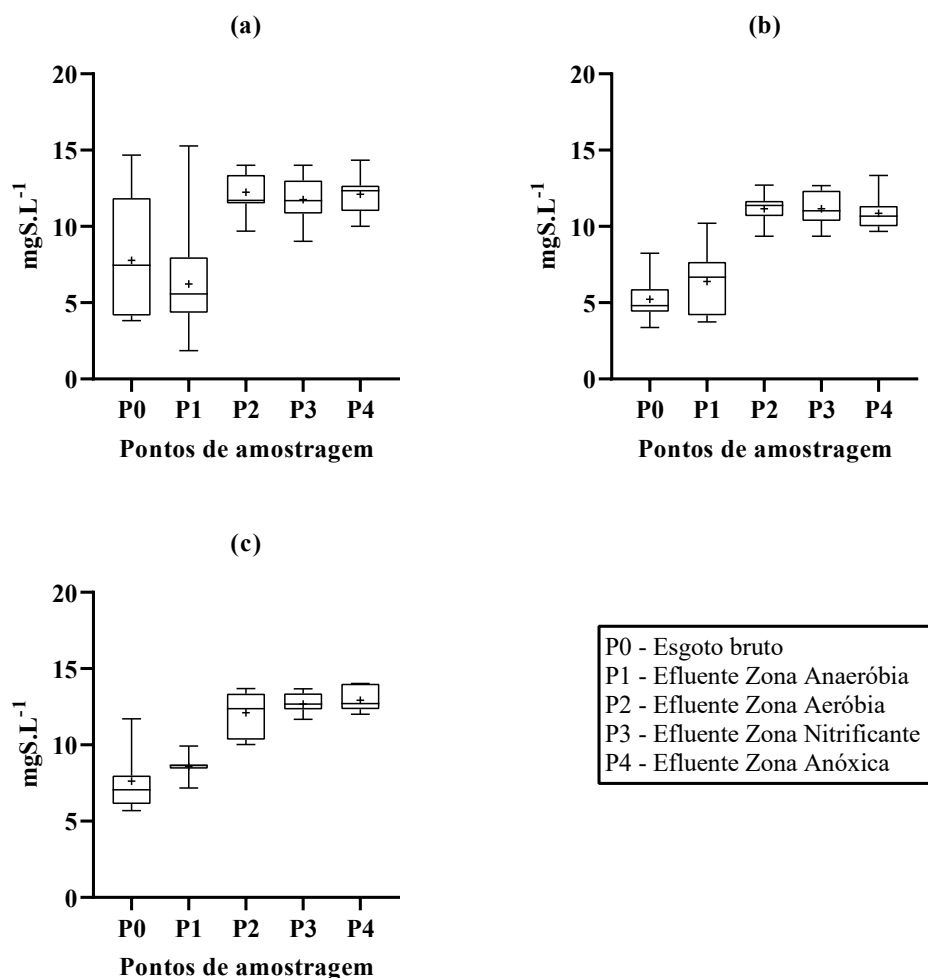 (a)
20
15
10
5
0
mgS.L-1
P0 P1 P2 P3 P4
Pontos de amostragem
(b)
20
15
10
5
0
mgS.L-1
P0 P1 P2 P3 P4
Pontos de amostragem
(c)
20
15
10
5
0
mgS.L-1
P0 P1 P2 P3 P4
Pontos de amostragem
P0 - Esgoto bruto
P1 - Efluente Zona Anaeróbia
P2 - Efluente Zona Aeróbia
P3 - Efluente Zona Nitrificante
P4 - Efluente Zona Anóxica